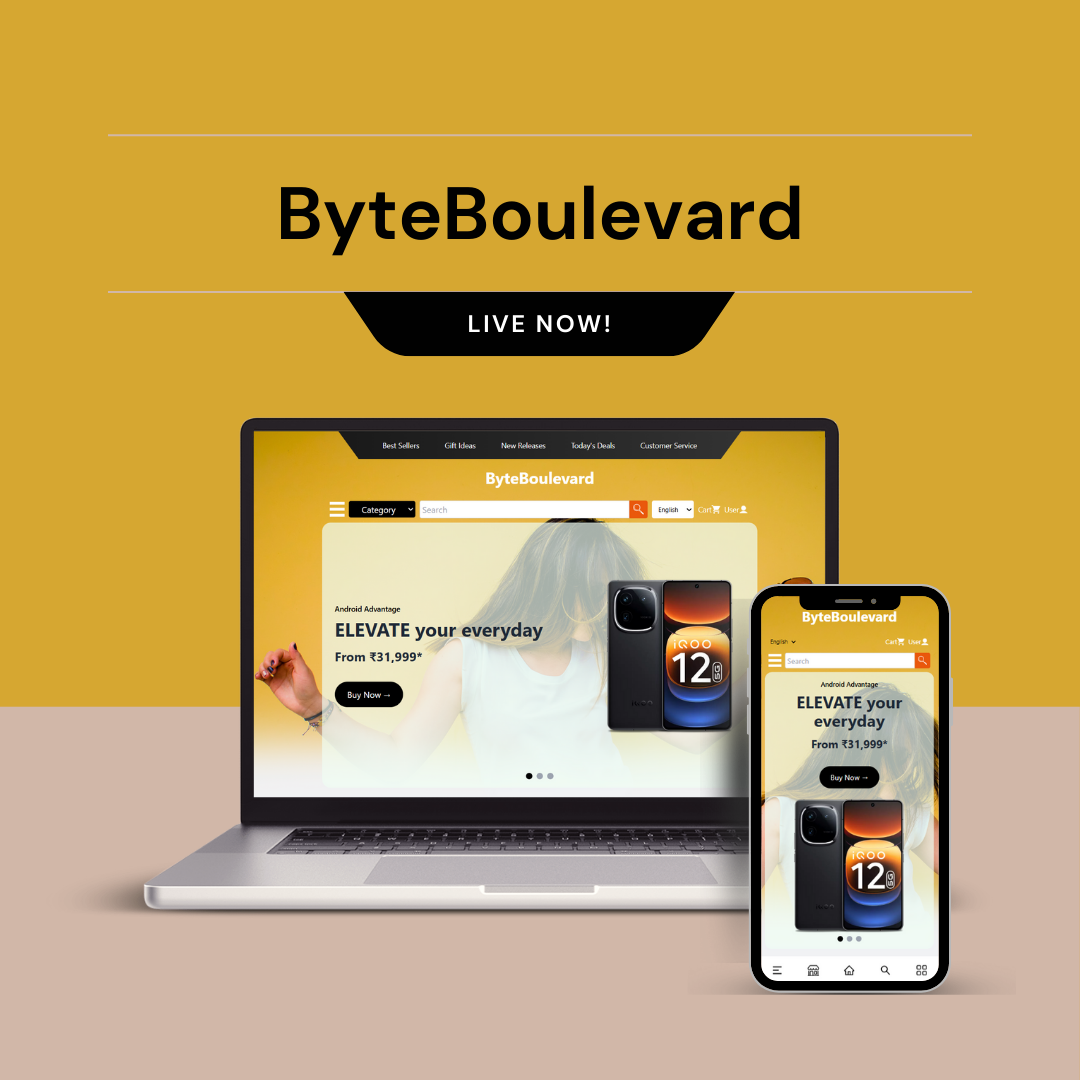 ByteBoulevard
LIVE NOW!
Best Sellers Gift Ideas New Releases Today's Deals Customer Service
ByteBoulevard
Category Search English Cart User
Android Advantage
ELEVATE your everyday
From ₹31,999*
Buy Now →
iQOO
12 5G
ByteBoulevard
English Cart User
Search
Android Advantage
ELEVATE your
everyday
From ₹31,999*
Buy Now →
iQOO
12 5G